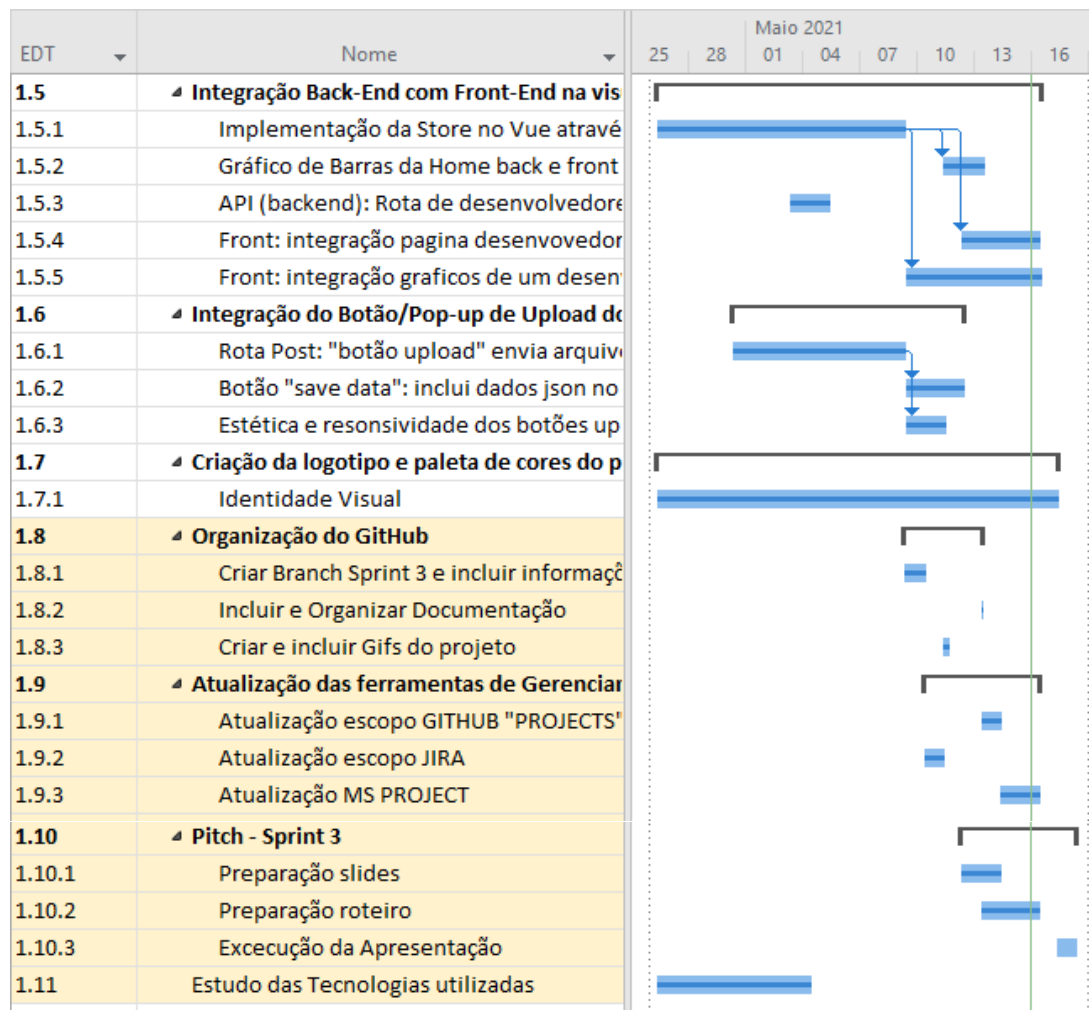 Maio 2021
EDT Nome 25 28 01 04 07 10 13 16
1.5 Integração Back-End com Front-End na vis
1.5.1 Implementação da Store no Vue atravé
1.5.2 Gráfico de Barras da Home back e front
1.5.3 API (backend): Rota de desenvolvedore
1.5.4 Front: integração pagina desenvovedor
1.5.5 Front: integração graficos de um desen
1.6 Integração do Botão/Pop-up de Upload do
1.6.1 Rota Post: "botão upload" envia arquiv
1.6.2 Botão "save data": inclui dados json no
1.6.3 Estética e resonsividade dos botões up
1.7 Criação da logotipo e paleta de cores do p
1.7.1 Identidade Visual
1.8 Organização do GitHub
1.8.1 Criar Branch Sprint 3 e incluir informaçõ
1.8.2 Incluir e Organizar Documentação
1.8.3 Criar e incluir Gifs do projeto
1.9 Atualização das ferramentas de Gerencian
1.9.1 Atualização escopo GITHUB "PROJECTS"
1.9.2 Atualização escopo JIRA
1.9.3 Atualização MS PROJECT
1.10 Pitch - Sprint 3
1.10.1 Preparação slides
1.10.2 Preparação roteiro
1.10.3 Excecução da Apresentação
1.11 Estudo das Tecnologias utilizadas